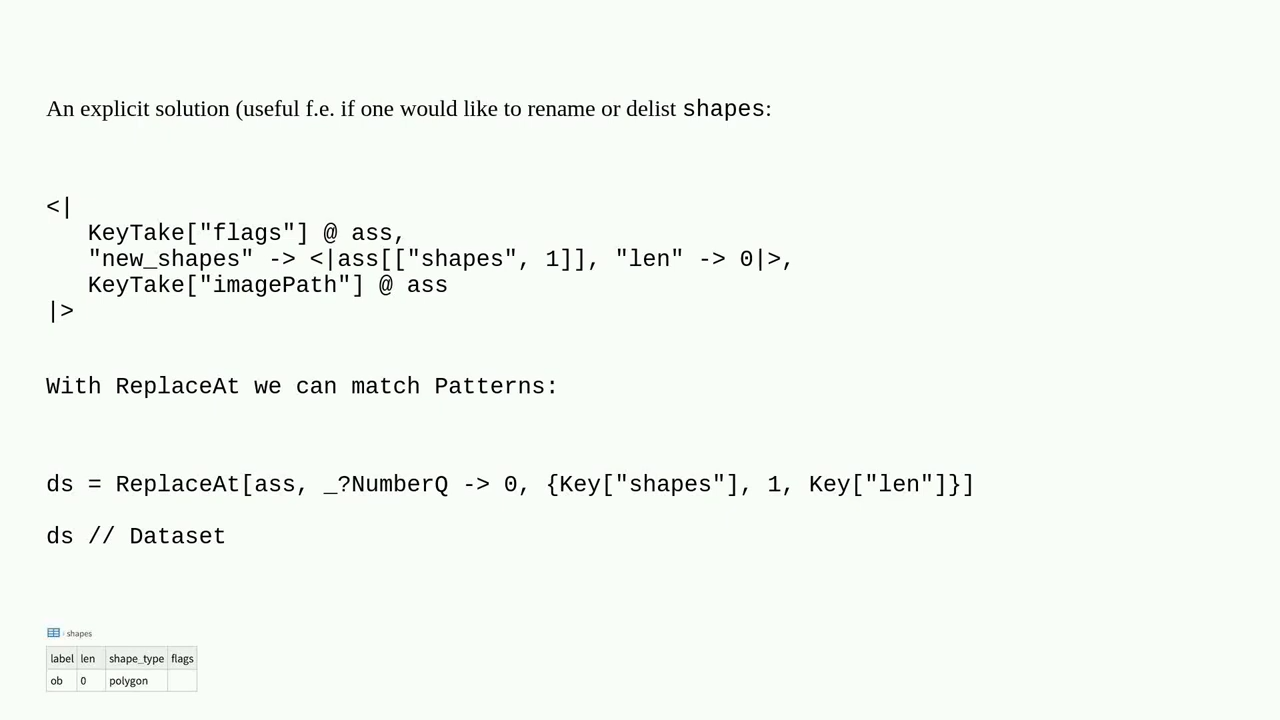 An explicit solution (useful f.e. if one would like to rename or delist shapes:
<|
KeyTake["flags"] @ ass,
"new_shapes" -> <|ass[["shapes", 1]], "len" -> 0|>,
KeyTake["imagePath"] @ ass
|>
With ReplaceAt we can match Patterns:
ds = ReplaceAt[ass, _?NumberQ -> 0, {Key["shapes"], 1, Key["len"]}]
ds // Dataset
shapes
label len shape_type flags
ob 0 polygon